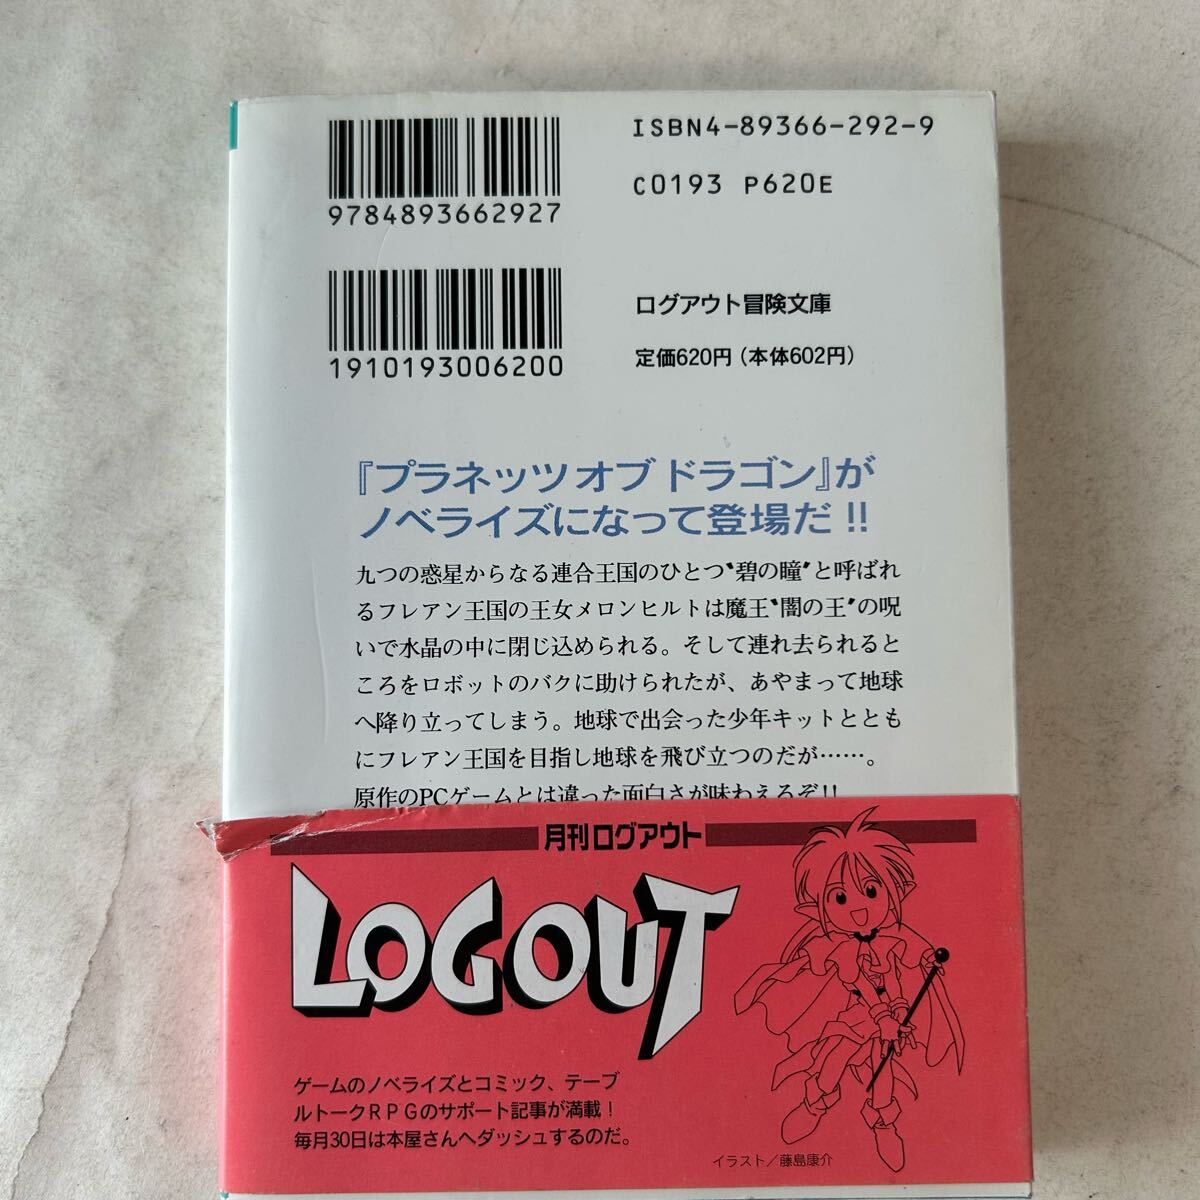 9784893662927
ISBN4-89366-292-9
C0193 P620E
1910193006200
ログアウト冒険文庫
定価620円(本体602円)
『プラネッツ オブ ドラゴン』が
ノベライズになって登場だ!!
九つの惑星からなる連合王国のひとつ〝碧の瞳〟と呼ばれ
るフレアン王国の王女メロンヒルトは魔王〝闇の王〟の呪
いで水晶の中に閉じ込められる。そして連れ去られると
ころをロボットのバクに助けられたが、あやまって地球
へ降り立ってしまう。地球で出会った少年キットととも
にフレアン王国を目指し地球を飛び立つのだが……。
原作のPCゲームとは違った面白さが味わえるぞ!!
月刊ログアウト
LOGOUT
ゲームのノベライズとコミック、テーブ
ルトークRPGのサポート記事が満載!
毎月30日は本屋さんへダッシュするのだ。
イラスト/藤島康介